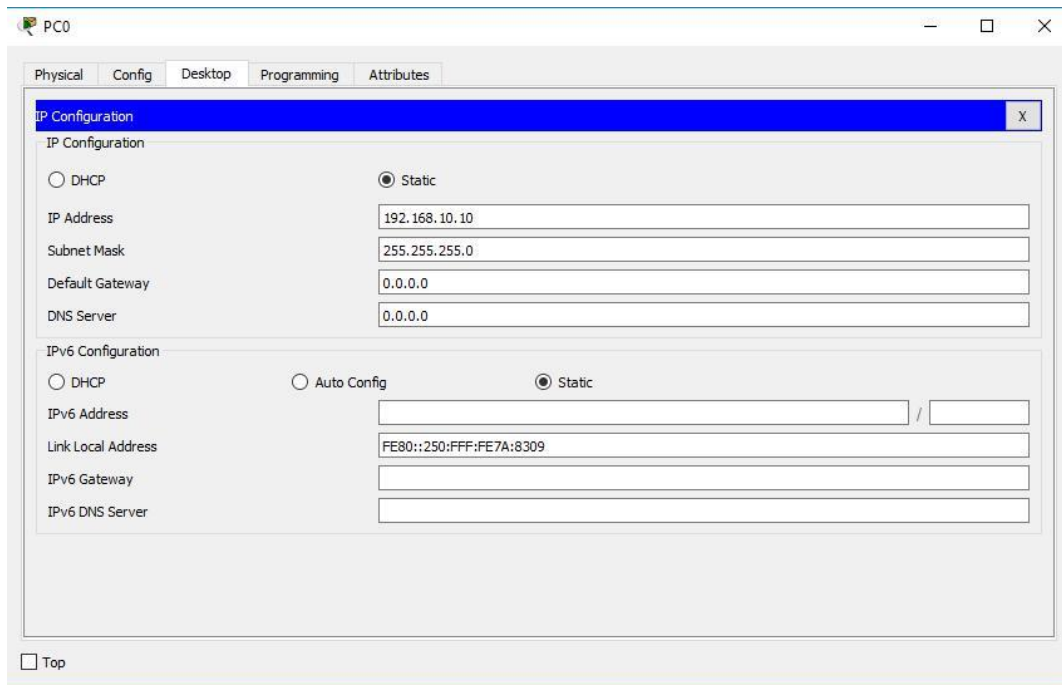 PC0
Physical Config Desktop Programming Attributes
IP Configuration X
IP Configuration
DHCP Static
IP Address 192.168.10.10
Subnet Mask 255.255.255.0
Default Gateway 0.0.0.0
DNS Server 0.0.0.0
IPv6 Configuration
DHCP Auto Config Static
IPv6 Address /
Link Local Address FE80::250:FFF:FE7A:8309
IPv6 Gateway
IPv6 DNS Server
Top